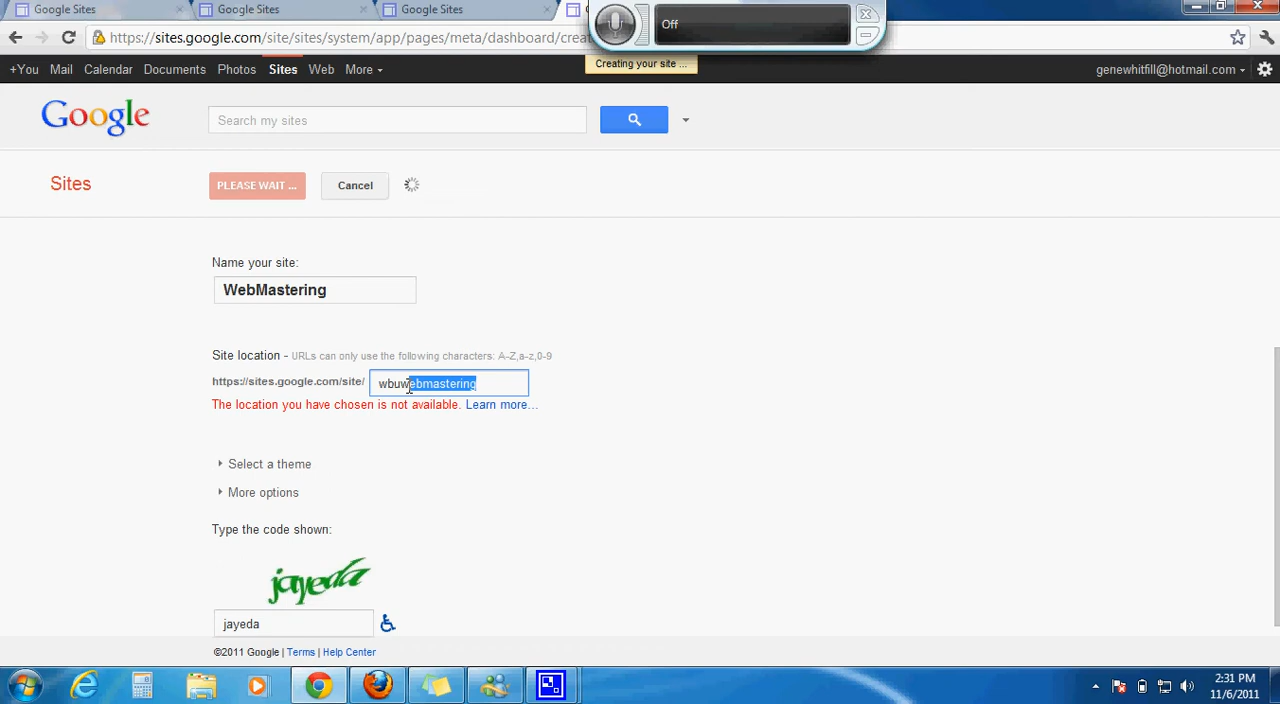 Google Sites
Google Sites
Google Sites
Off
https://sites.google.com/site/sites/system/app/pages/meta/dashboard/crea
Creating your site ...
+You Mail Calendar Documents Photos Sites Web More
genewhitfill@hotmail.com
Google
Search my sites
Sites
PLEASE WAIT ...
Cancel
Name your site:
WebMastering
Site location - URLs can only use the following characters: A-Z,a-z,0-9
https://sites.google.com/site/ wbuwebmastering
The location you have chosen is not available. Learn more...
Select a theme
More options
Type the code shown:
jayeda
jayeda
©2011 Google | Terms | Help Center
2:31 PM
11/6/2011